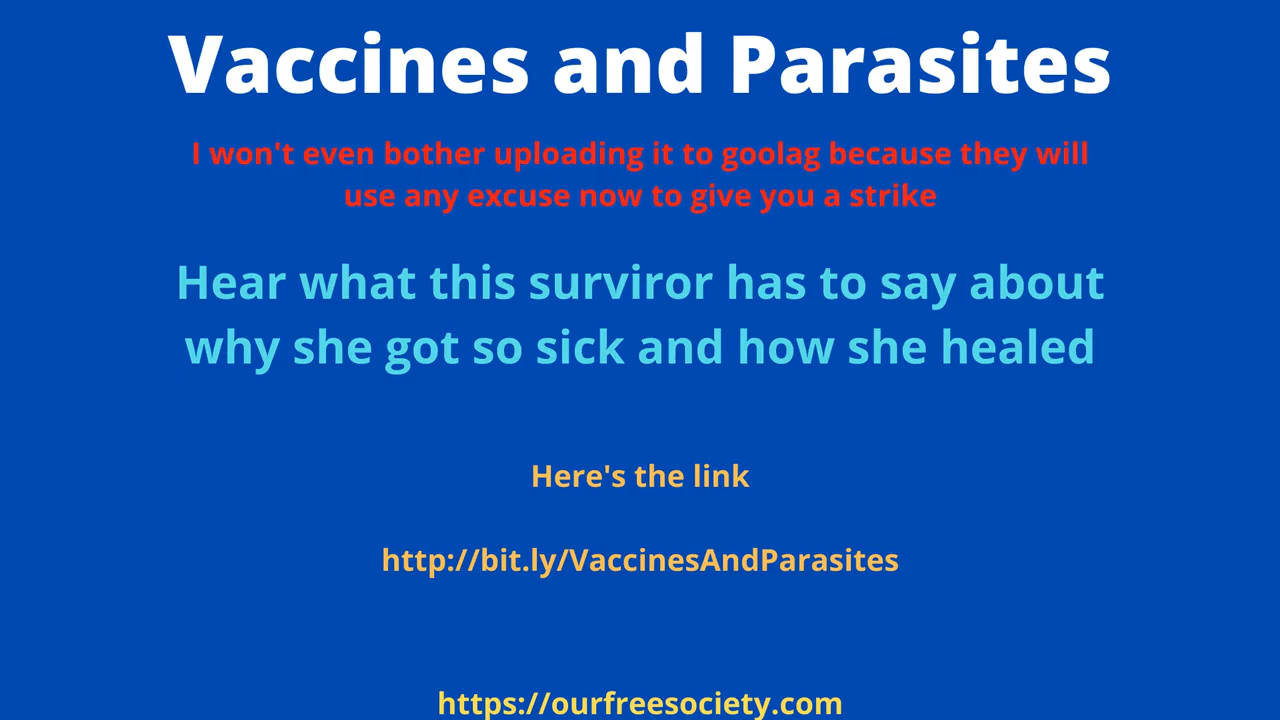 Vaccines and Parasites
I won't even bother uploading it to goolag because they will
use any excuse now to give you a strike
Hear what this surviror has to say about
why she got so sick and how she healed
Here's the link
http://bit.ly/VaccinesAndParasites
https://ourfreesociety.com